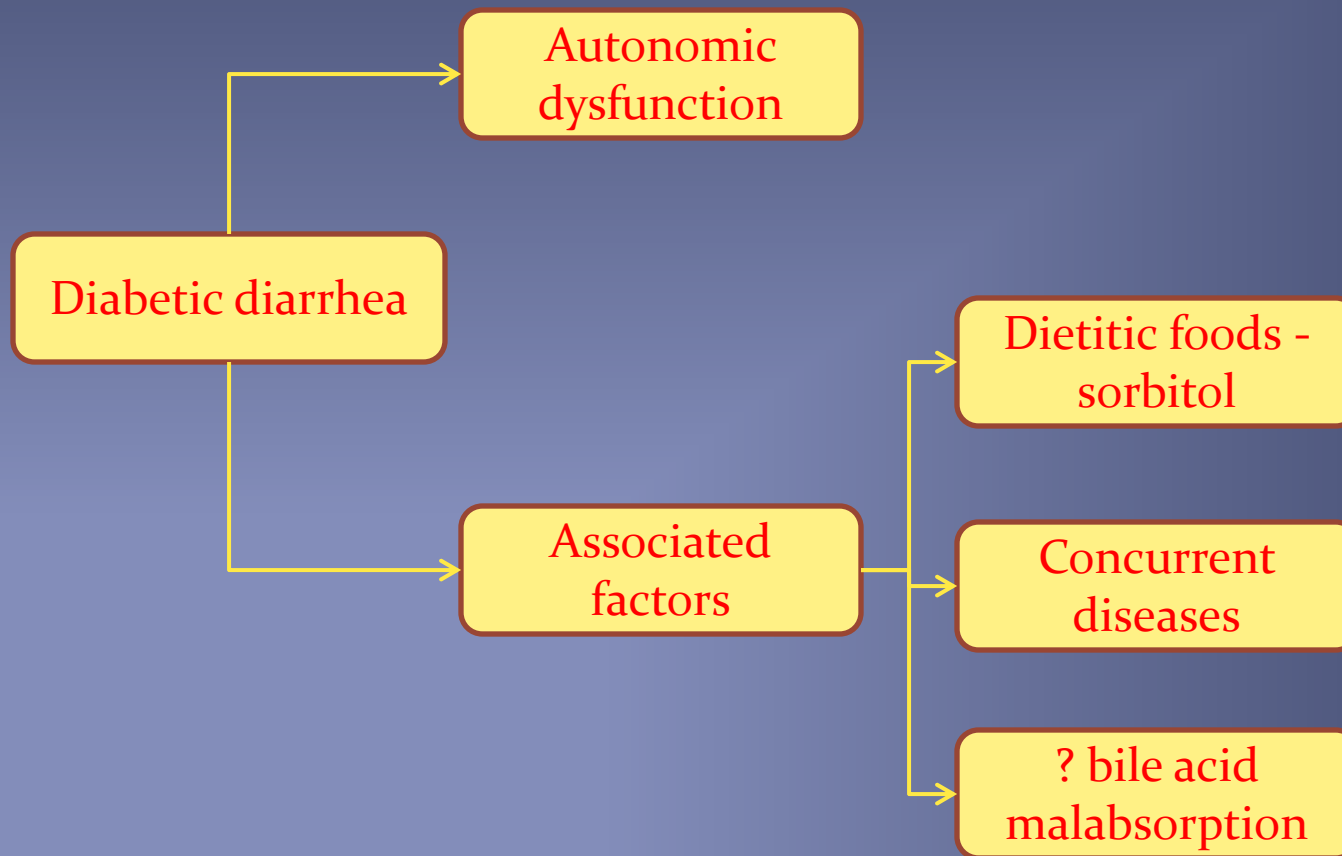 Autonomic
dysfunction
Diabetic diarrhea
Dietitic foods -
sorbitol
Associated
factors
Concurrent
diseases
? bile acid
malabsorption